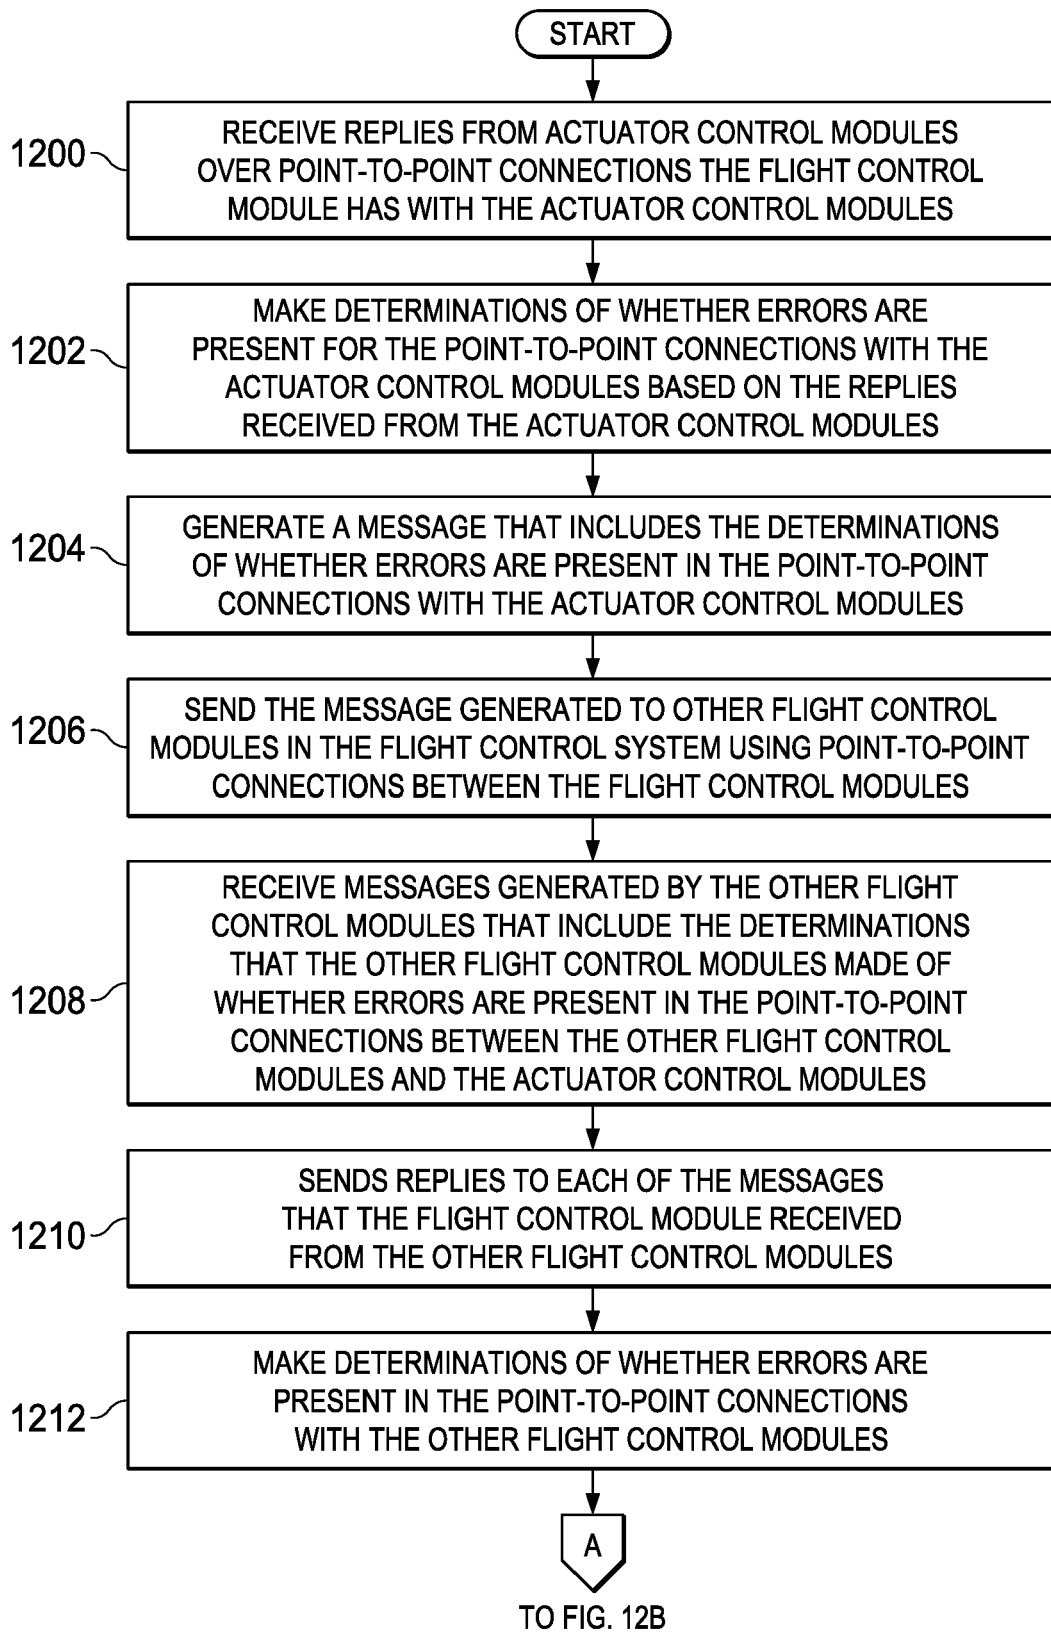 START
1200
RECEIVE REPLIES FROM ACTUATOR CONTROL MODULES
OVER POINT-TO-POINT CONNECTIONS THE FLIGHT CONTROL
MODULE HAS WITH THE ACTUATOR CONTROL MODULES
1202
MAKE DETERMINATIONS OF WHETHER ERRORS ARE
PRESENT FOR THE POINT-TO-POINT CONNECTIONS WITH THE
ACTUATOR CONTROL MODULES BASED ON THE REPLIES
RECEIVED FROM THE ACTUATOR CONTROL MODULES
1204
GENERATE A MESSAGE THAT INCLUDES THE DETERMINATIONS
OF WHETHER ERRORS ARE PRESENT IN THE POINT-TO-POINT
CONNECTIONS WITH THE ACTUATOR CONTROL MODULES
1206
SEND THE MESSAGE GENERATED TO OTHER FLIGHT CONTROL
MODULES IN THE FLIGHT CONTROL SYSTEM USING POINT-TO-POINT
CONNECTIONS BETWEEN THE FLIGHT CONTROL MODULES
1208
RECEIVE MESSAGES GENERATED BY THE OTHER FLIGHT
CONTROL MODULES THAT INCLUDE THE DETERMINATIONS
THAT THE OTHER FLIGHT CONTROL MODULES MADE OF
WHETHER ERRORS ARE PRESENT IN THE POINT-TO-POINT
CONNECTIONS BETWEEN THE OTHER FLIGHT CONTROL
MODULES AND THE ACTUATOR CONTROL MODULES
1210
SENDS REPLIES TO EACH OF THE MESSAGES
THAT THE FLIGHT CONTROL MODULE RECEIVED
FROM THE OTHER FLIGHT CONTROL MODULES
1212
MAKE DETERMINATIONS OF WHETHER ERRORS ARE
PRESENT IN THE POINT-TO-POINT CONNECTIONS
WITH THE OTHER FLIGHT CONTROL MODULES
A
TO FIG. 12B